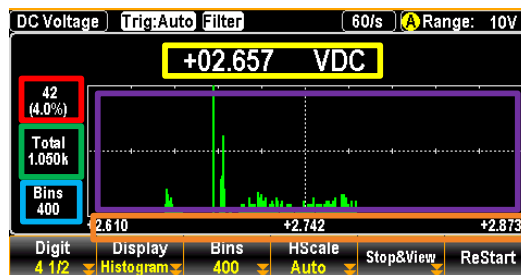 DC Voltage Trig:Auto Filter 60/s A Range: 10V
+02.657 VDC
42
(4.0%)
Total
1.050k
Bins
400
+2.610 +2.742 +2.873
Digit Display Bins HScale Stop&View ReStart
4 1/2 Histogram 400 Auto